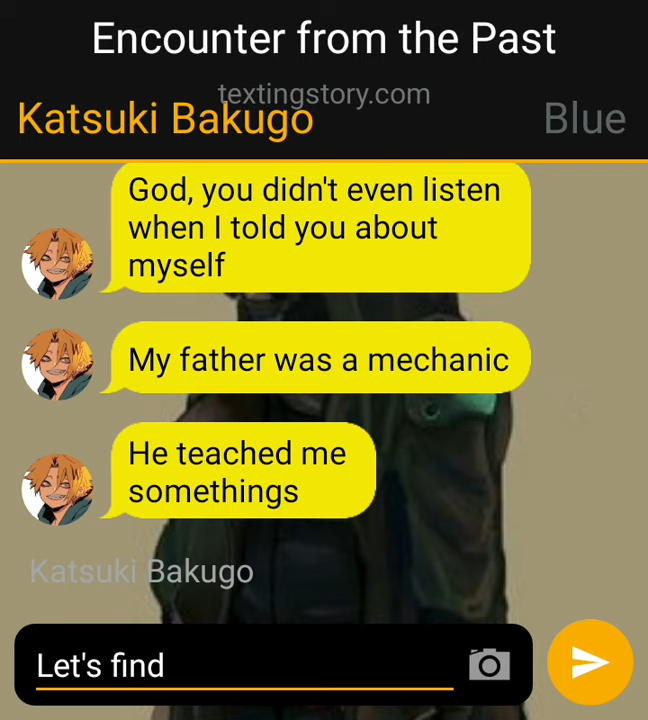 Encounter from the Past
textingstory.com
Katsuki Bakugo
Blue
God, you didn't even listen
when I told you about
myself
My father was a mechanic
He teached me
somethings
Katsuki Bakugo
Let's find